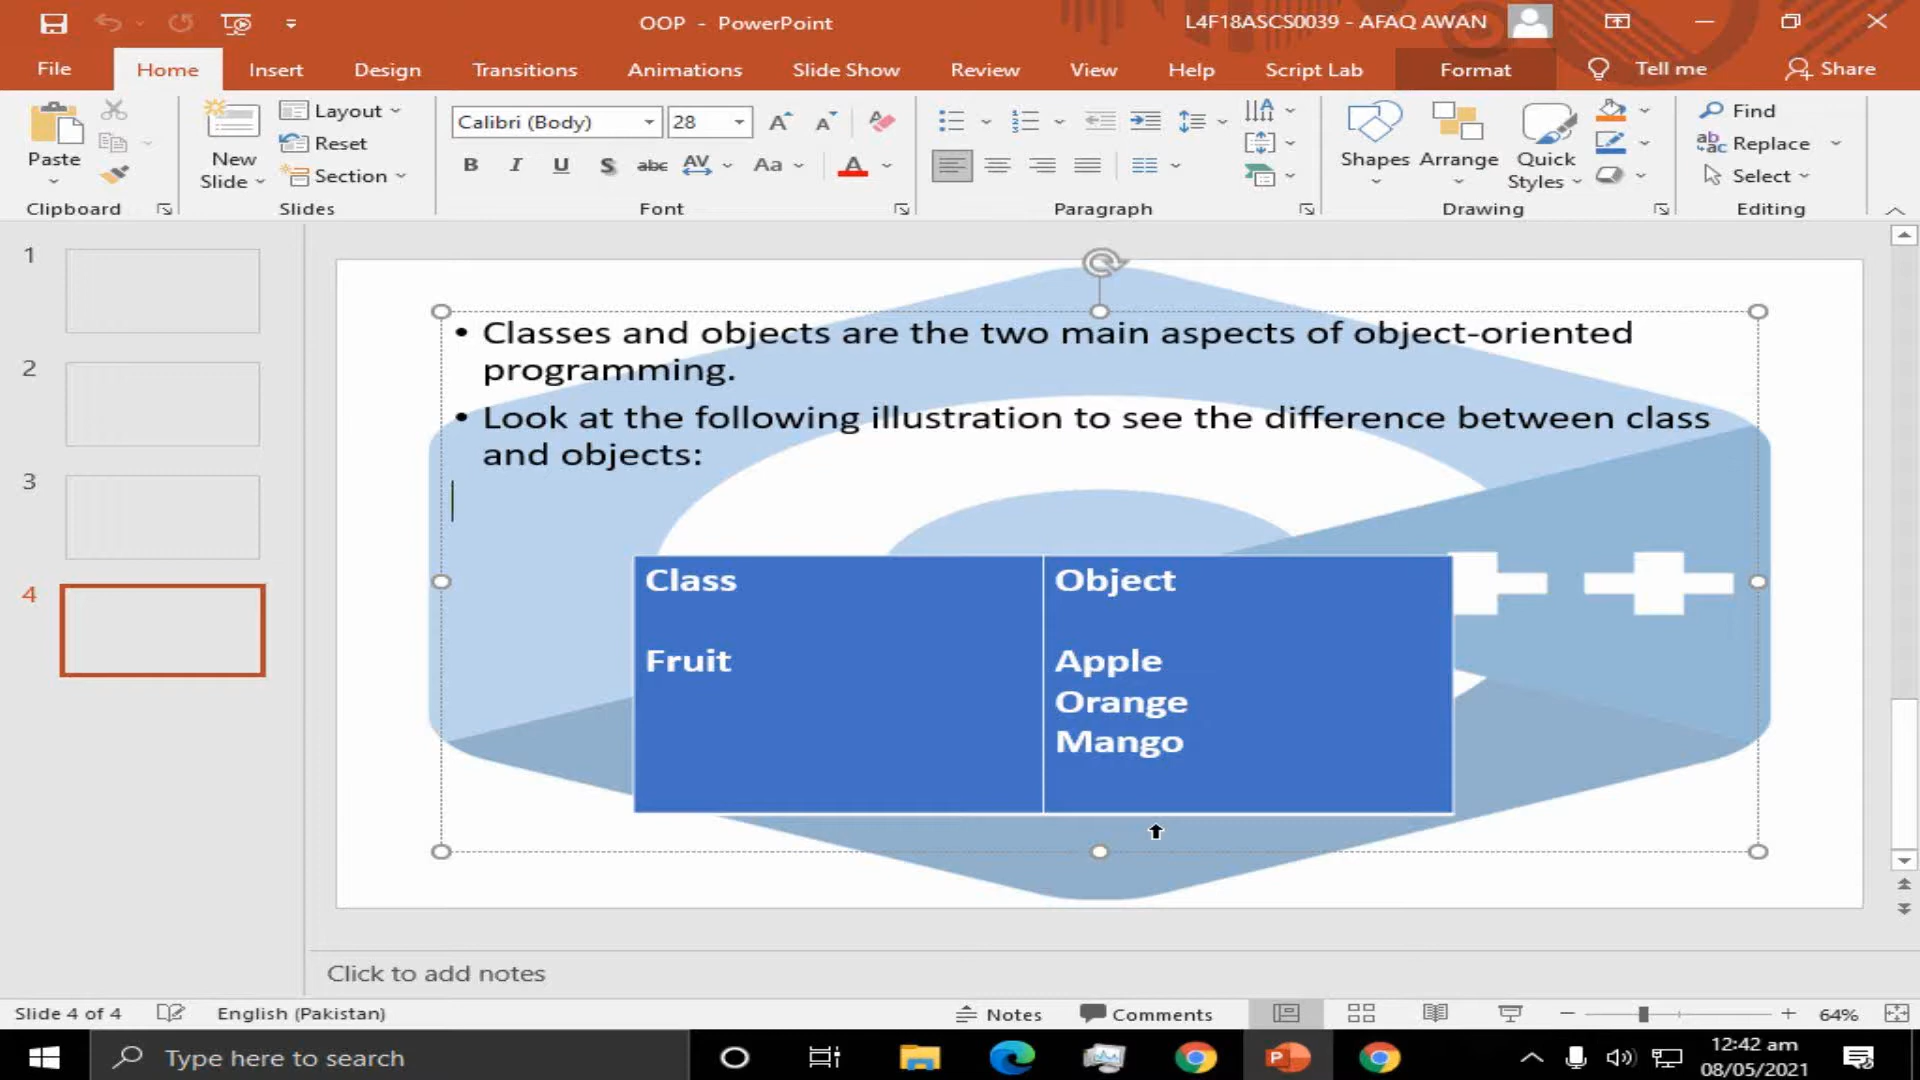 OOP - PowerPoint
L4F18ASCS0039 - AFAQ AWAN
File Home Insert Design Transitions Animations Slide Show Review View Help Script Lab Format Tell me Share
Paste
New Slide
Layout
Reset
Section
Calibri (Body) 28
B I U S abc AV Aa A
Shapes Arrange Quick Styles
Find
Replace
Select
Clipboard Slides Font Paragraph Drawing Editing
1
2
3
4
• Classes and objects are the two main aspects of object-oriented
programming.
• Look at the following illustration to see the difference between class
and objects:
Class Object
Fruit Apple
Orange
Mango
++
Click to add notes
Slide 4 of 4 English (Pakistan) Notes Comments 64%
Type here to search
12:42 am
08/05/2021